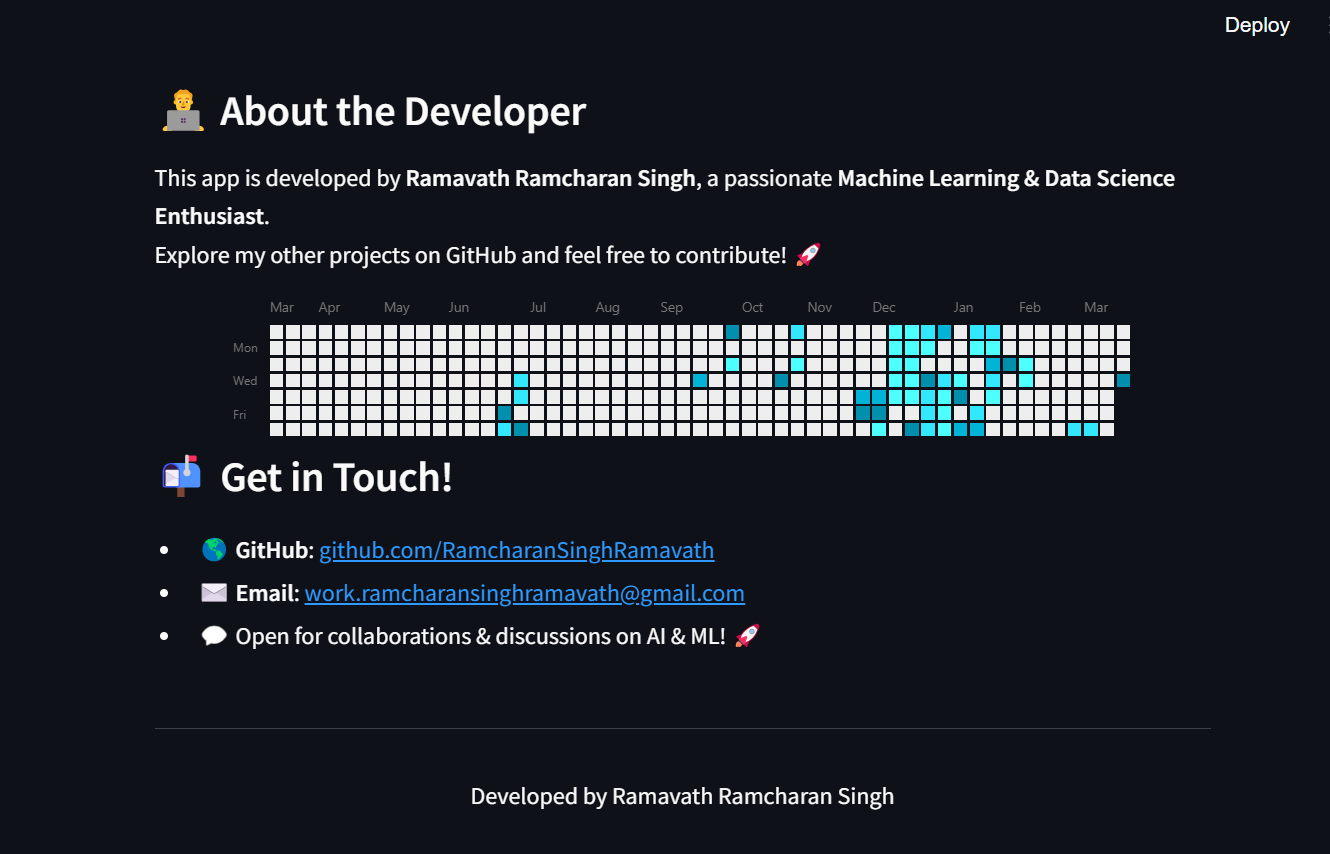 Deploy
👨‍💻 About the Developer
This app is developed by Ramavath Ramcharan Singh, a passionate Machine Learning & Data Science
Enthusiast.
Explore my other projects on GitHub and feel free to contribute! 🚀
Mar Apr May Jun Jul Aug Sep Oct Nov Dec Jan Feb Mar
Mon
Wed
Fri
📬 Get in Touch!
• 🌎 GitHub: github.com/RamcharanSinghRamavath
• ✉️ Email: work.ramcharansinghramavath@gmail.com
• 💬 Open for collaborations & discussions on AI & ML! 🚀
Developed by Ramavath Ramcharan Singh